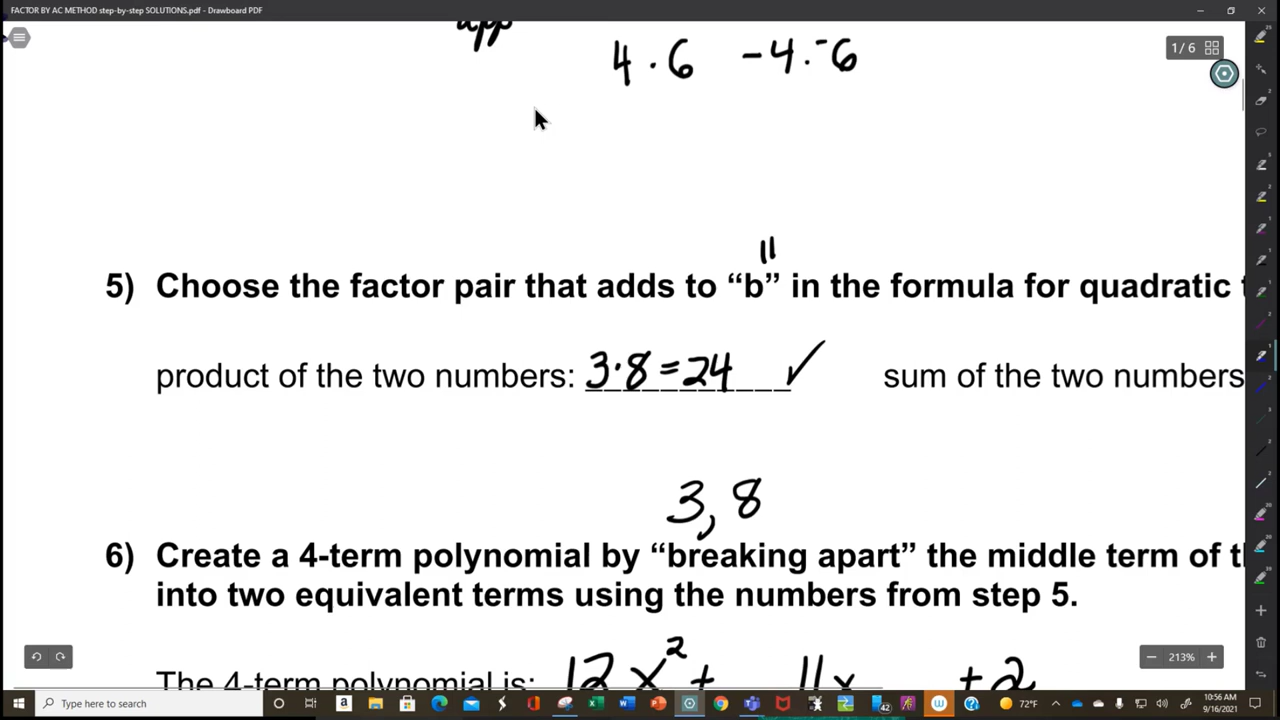 FACTOR BY AC METHOD step-by-step SOLUTIONS.pdf - Drawboard PDF
app
4 · 6 -4 · -6
1 / 6
11
5) Choose the factor pair that adds to “b” in the formula for quadratic
product of the two numbers: 3·8=24 ✓ sum of the two numbers
3, 8
6) Create a 4-term polynomial by “breaking apart” the middle term of
into two equivalent terms using the numbers from step 5.
The 4-term polynomial is: 12x² + 11x +2
213%
Type here to search
42
72°F
10:56 AM
9/16/2021